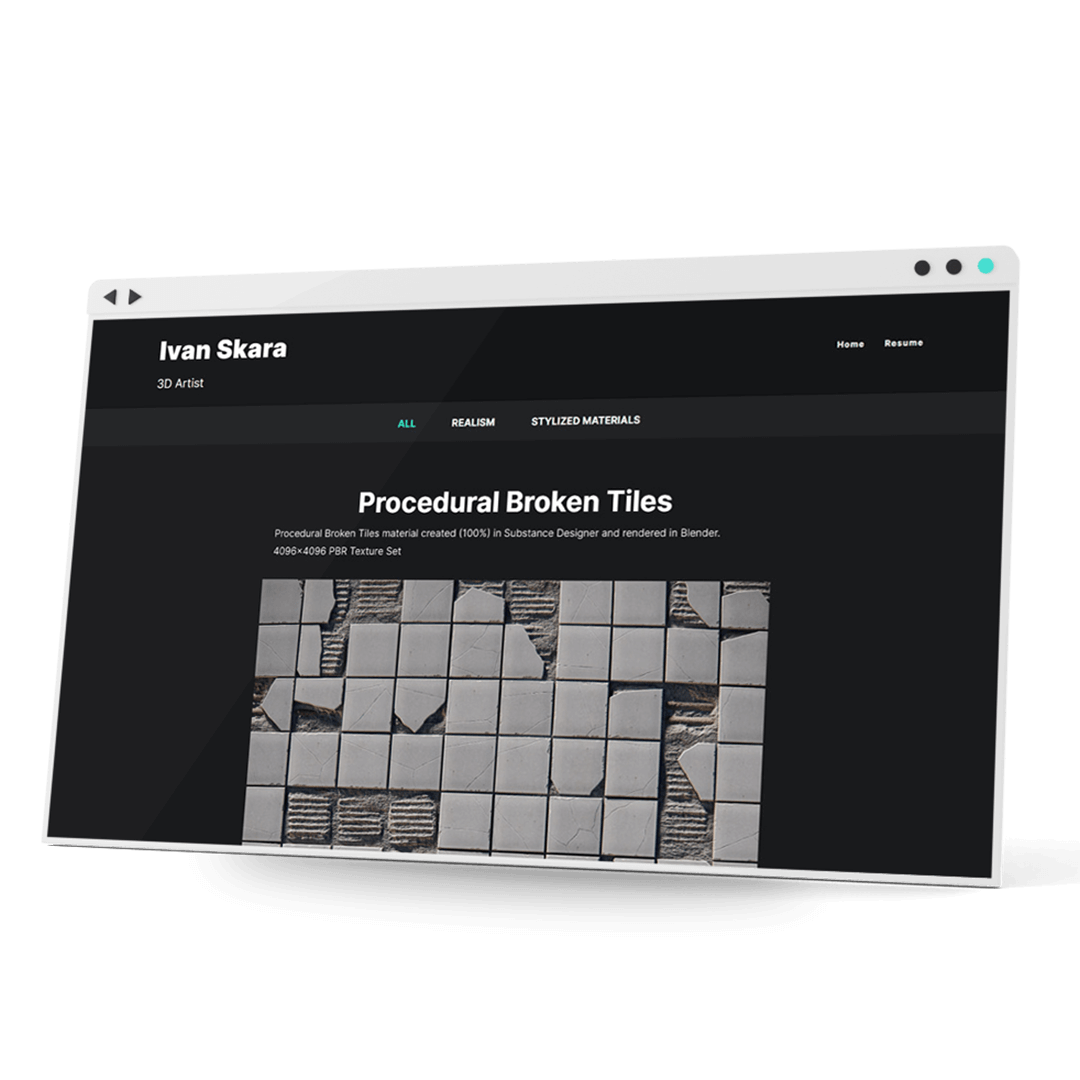 Ivan Skara
3D Artist
Home Resume
ALL REALISM STYLIZED MATERIALS
Procedural Broken Tiles
Procedural Broken Tiles material created (100%) in Substance Designer and rendered in Blender.
4096×4096 PBR Texture Set